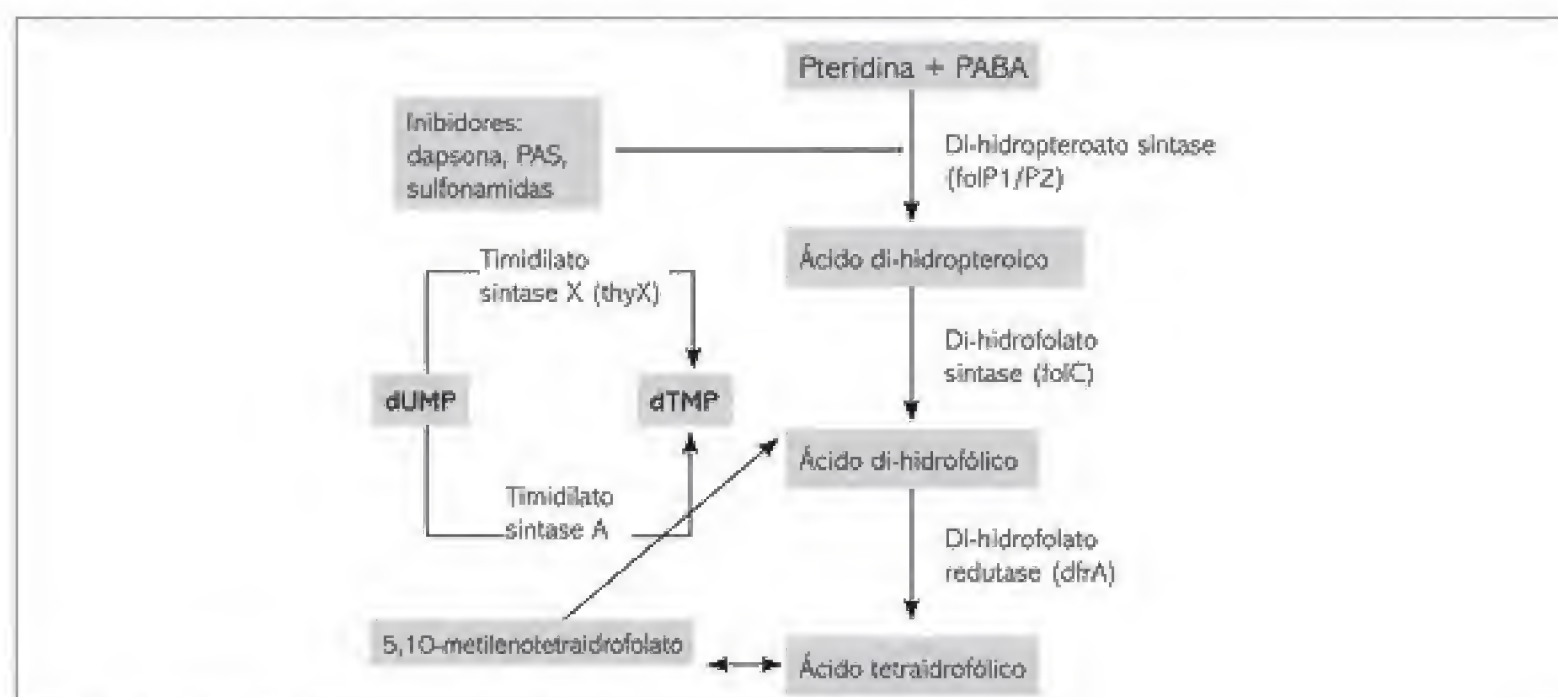 Pteridina + PABA
Inibidores:
dapsona, PAS,
sulfonamidas
Di-hidropteroato sintase
(folP1/P2)
Timidilato
sintase X (thyX)
Ácido di-hidropteroico
Di-hidrofolato
sintase (folC)
dUMP
dTMP
Ácido di-hidrofólico
Timidilato
sintase A
Di-hidrofolato
redutase (dfrA)
5,10-metilenotetraidrofolato
Ácido tetraidrofólico